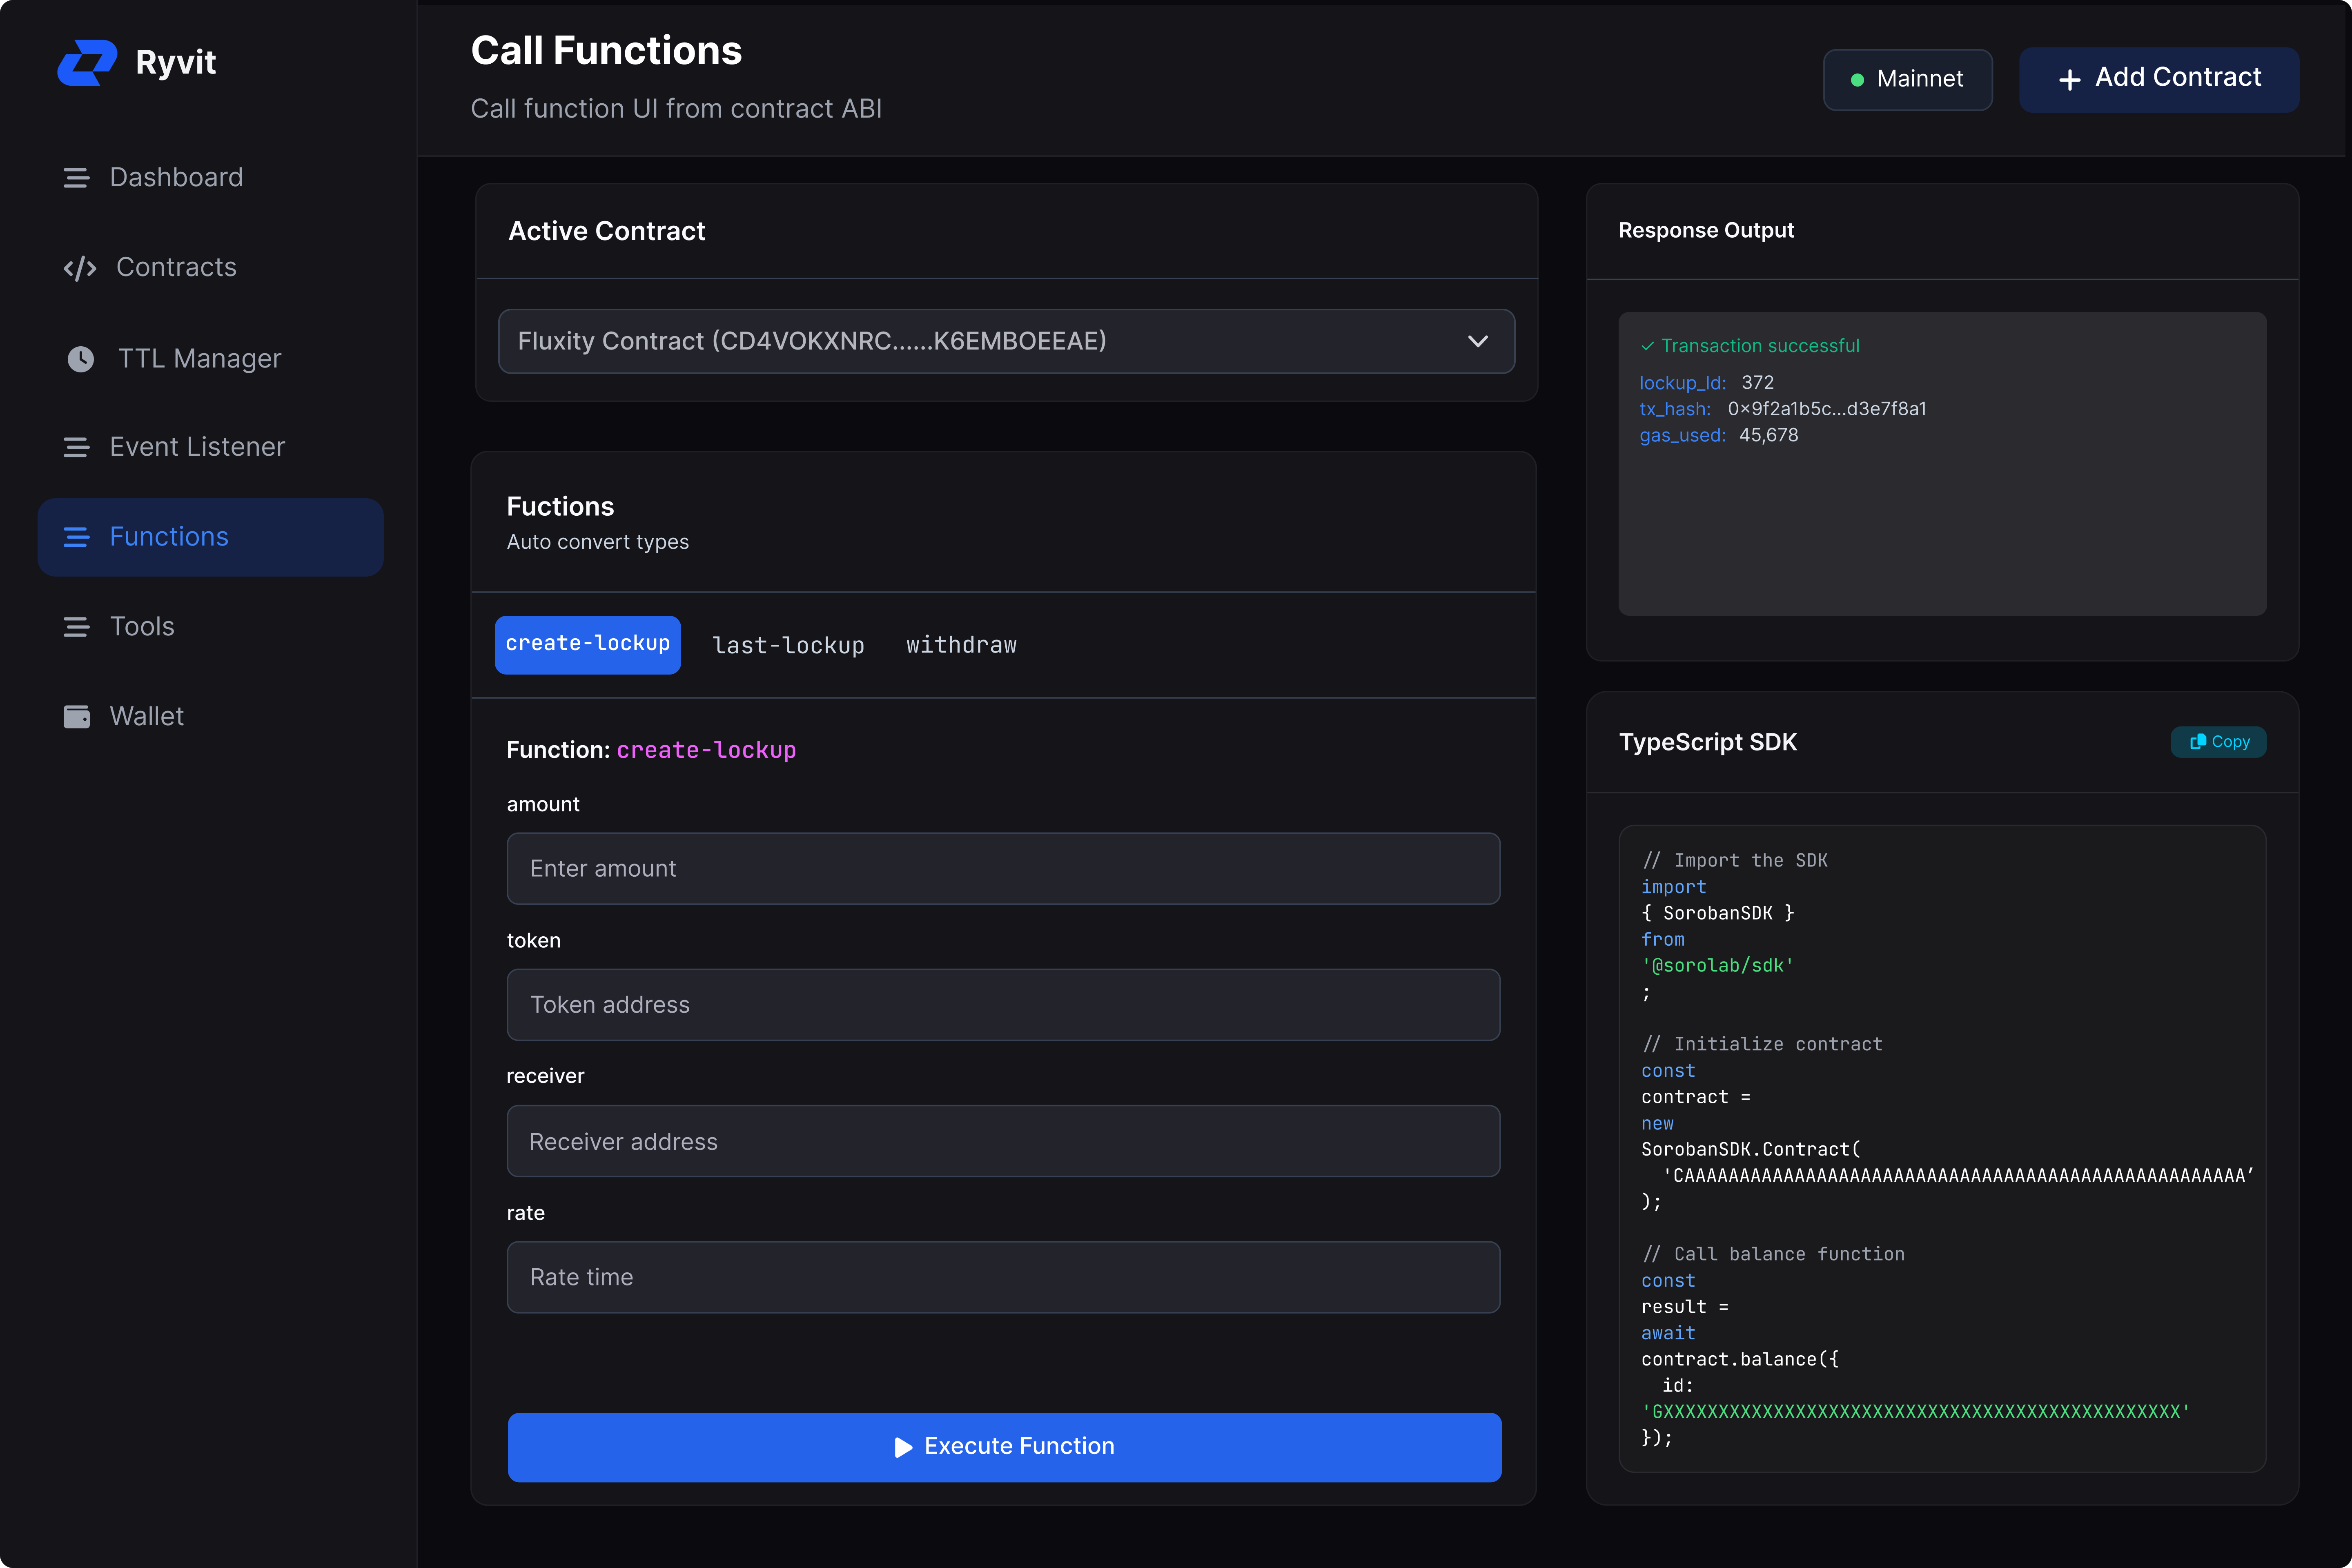 Ryvit
Dashboard
Contracts
TTL Manager
Event Listener
Functions
Tools
Wallet
Call Functions
Call function UI from contract ABI
Mainnet
+ Add Contract
Active Contract
Fluxity Contract (CD4VOKXNRC......K6EMBOEEAE)
Fuctions
Auto convert types
create-lockup
last-lockup
withdraw
Function: create-lockup
amount
Enter amount
token
Token address
receiver
Receiver address
rate
Rate time
Execute Function
Response Output
✓ Transaction successful
lockup_Id: 372
tx_hash: 0×9f2a1b5c...d3e7f8a1
gas_used: 45,678
TypeScript SDK
Copy
// Import the SDK
import
{ SorobanSDK }
from
'@sorolab/sdk'
;
// Initialize contract
const
contract =
new
SorobanSDK.Contract(
'CAAAAAAAAAAAAAAAAAAAAAAAAAAAAAAAAAAAAAAAAAAAAAAAAAAAA’
);
// Call balance function
const
result =
await
contract.balance({
id:
'GXXXXXXXXXXXXXXXXXXXXXXXXXXXXXXXXXXXXXXXXXXXXXXX'
});